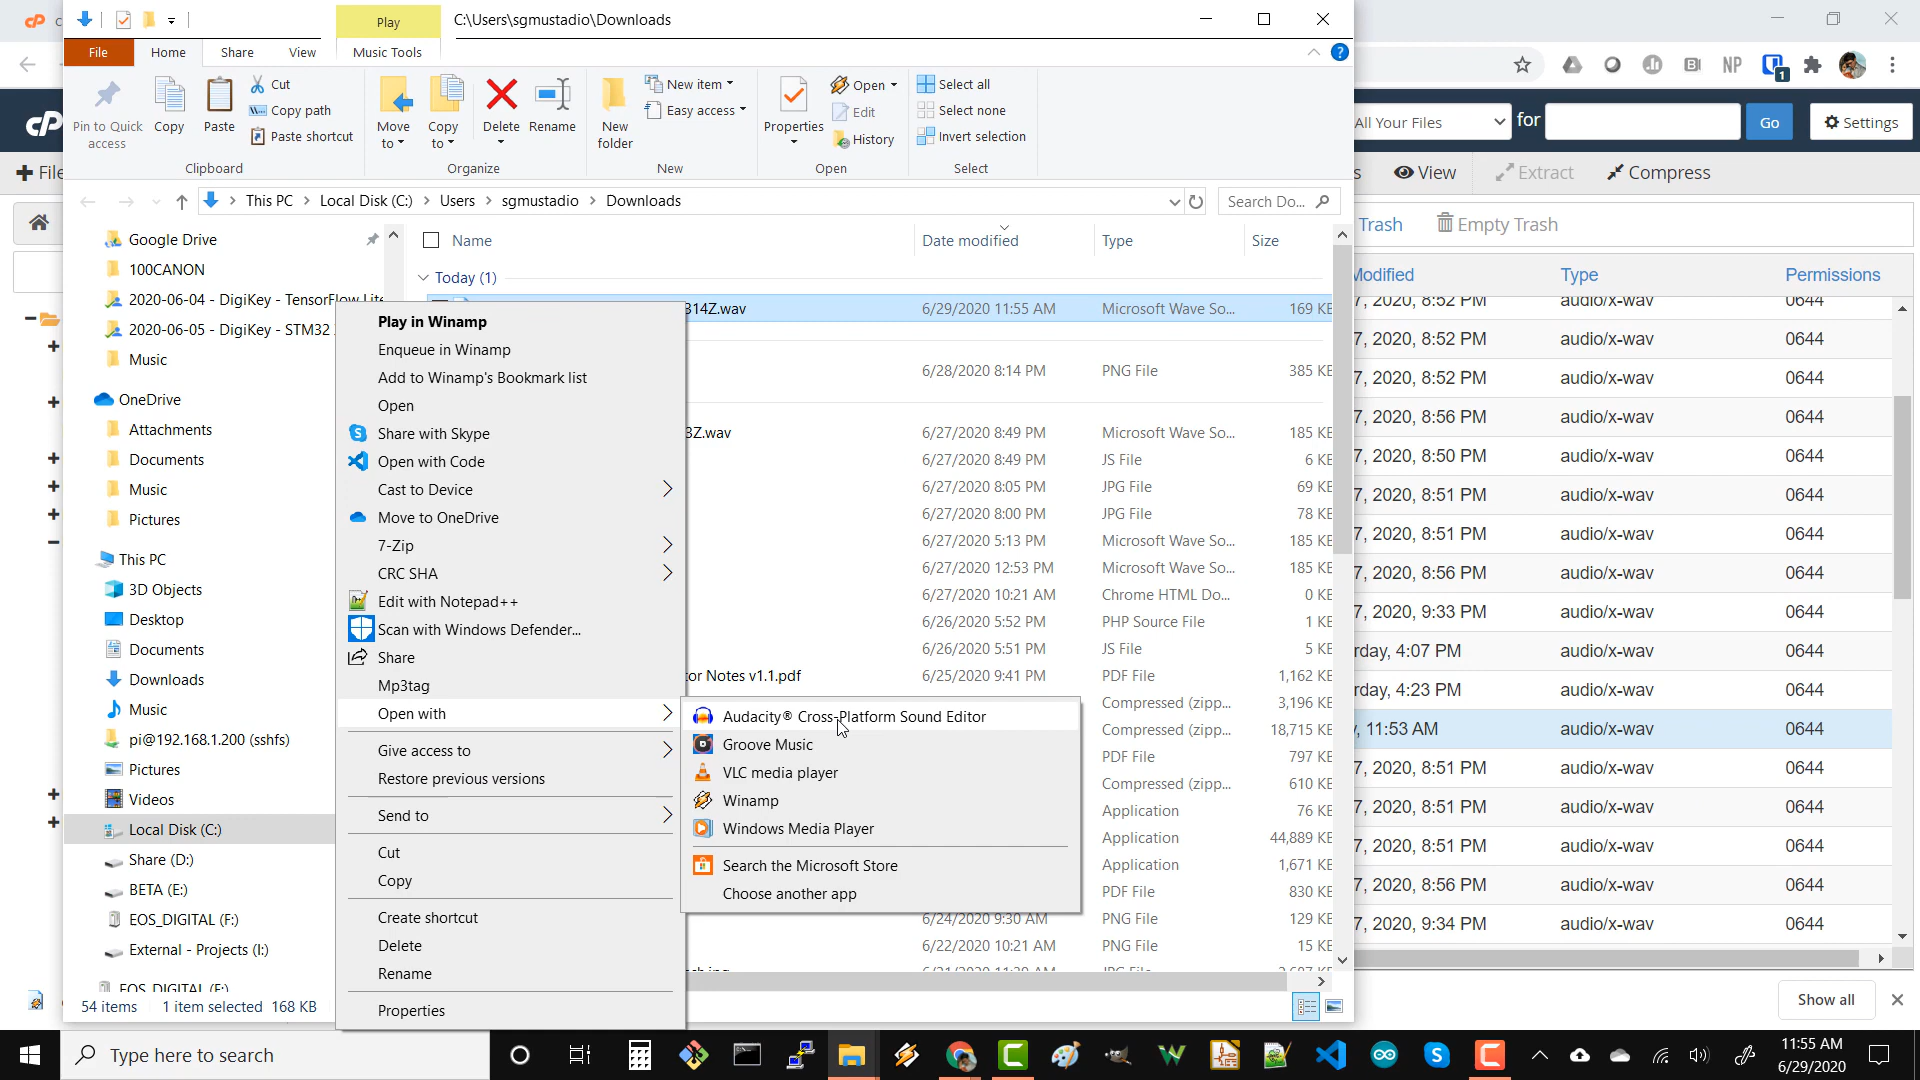 Play
C:\Users\sgmustadio\Downloads
File
Home
Share
View
Music Tools
Pin to Quick
access
Copy
Paste
Cut
Copy path
Paste shortcut
Clipboard
Move
to
Copy
to
Delete
Rename
Organize
New
folder
New item
Easy access
New
Properties
Open
Edit
History
Open
Select all
Select none
Invert selection
Select
NP
1
cP
All Your Files
for
Go
Settings
File
View
Extract
Compress
This PC
Local Disk (C:)
Users
sgmustadio
Downloads
Search Do...
Trash
Empty Trash
Name
Date modified
Type
Size
Modified
Type
Permissions
Google Drive
100CANON
2020-06-04 - DigiKey - TensorFlow Lite
2020-06-05 - DigiKey - STM32
Music
OneDrive
Attachments
Documents
Music
Pictures
This PC
3D Objects
Desktop
Documents
Downloads
Music
pi@192.168.1.200 (sshfs)
Pictures
Videos
Local Disk (C:)
Share (D:)
BETA (E:)
EOS_DIGITAL (F:)
External - Projects (I:)
EOS_DIGITAL (F:)
54 items
1 item selected
168 KB
Today (1)
314Z.wav 6/29/2020 11:55 AM Microsoft Wave So... 169 KB
6/28/2020 8:14 PM PNG File 385 KB
3Z.wav 6/27/2020 8:49 PM Microsoft Wave So... 185 KB
6/27/2020 8:49 PM JS File 6 KB
6/27/2020 8:05 PM JPG File 69 KB
6/27/2020 8:00 PM JPG File 78 KB
6/27/2020 5:13 PM Microsoft Wave So... 185 KB
6/27/2020 12:53 PM Microsoft Wave So... 185 KB
6/27/2020 10:21 AM Chrome HTML Do... 0 KB
6/26/2020 5:52 PM PHP Source File 1 KB
6/26/2020 5:51 PM JS File 5 KB
or Notes v1.1.pdf 6/25/2020 9:41 PM PDF File 1,162 KB
Compressed (zipp... 3,196 KB
Compressed (zipp... 18,715 KB
PDF File 797 KB
Compressed (zipp... 610 KB
Application 76 KB
Application 44,889 KB
Application 1,671 KB
PDF File 830 KB
6/24/2020 9:30 AM PNG File 129 KB
6/22/2020 10:21 AM PNG File 15 KB
Play in Winamp
Enqueue in Winamp
Add to Winamp's Bookmark list
Open
Share with Skype
Open with Code
Cast to Device
Move to OneDrive
7-Zip
CRC SHA
Edit with Notepad++
Scan with Windows Defender...
Share
Mp3tag
Open with
Give access to
Restore previous versions
Send to
Cut
Copy
Create shortcut
Delete
Rename
Properties
Audacity® Cross-Platform Sound Editor
Groove Music
VLC media player
Winamp
Windows Media Player
Search the Microsoft Store
Choose another app
7, 2020, 8:52 PM audio/x-wav 0644
7, 2020, 8:52 PM audio/x-wav 0644
7, 2020, 8:52 PM audio/x-wav 0644
7, 2020, 8:56 PM audio/x-wav 0644
7, 2020, 8:50 PM audio/x-wav 0644
7, 2020, 8:51 PM audio/x-wav 0644
7, 2020, 8:51 PM audio/x-wav 0644
7, 2020, 8:56 PM audio/x-wav 0644
7, 2020, 9:33 PM audio/x-wav 0644
rday, 4:07 PM audio/x-wav 0644
rday, 4:23 PM audio/x-wav 0644
y, 11:53 AM audio/x-wav 0644
7, 2020, 8:51 PM audio/x-wav 0644
7, 2020, 8:51 PM audio/x-wav 0644
7, 2020, 8:51 PM audio/x-wav 0644
7, 2020, 8:56 PM audio/x-wav 0644
7, 2020, 9:34 PM audio/x-wav 0644
Show all
Type here to search
11:55 AM
6/29/2020